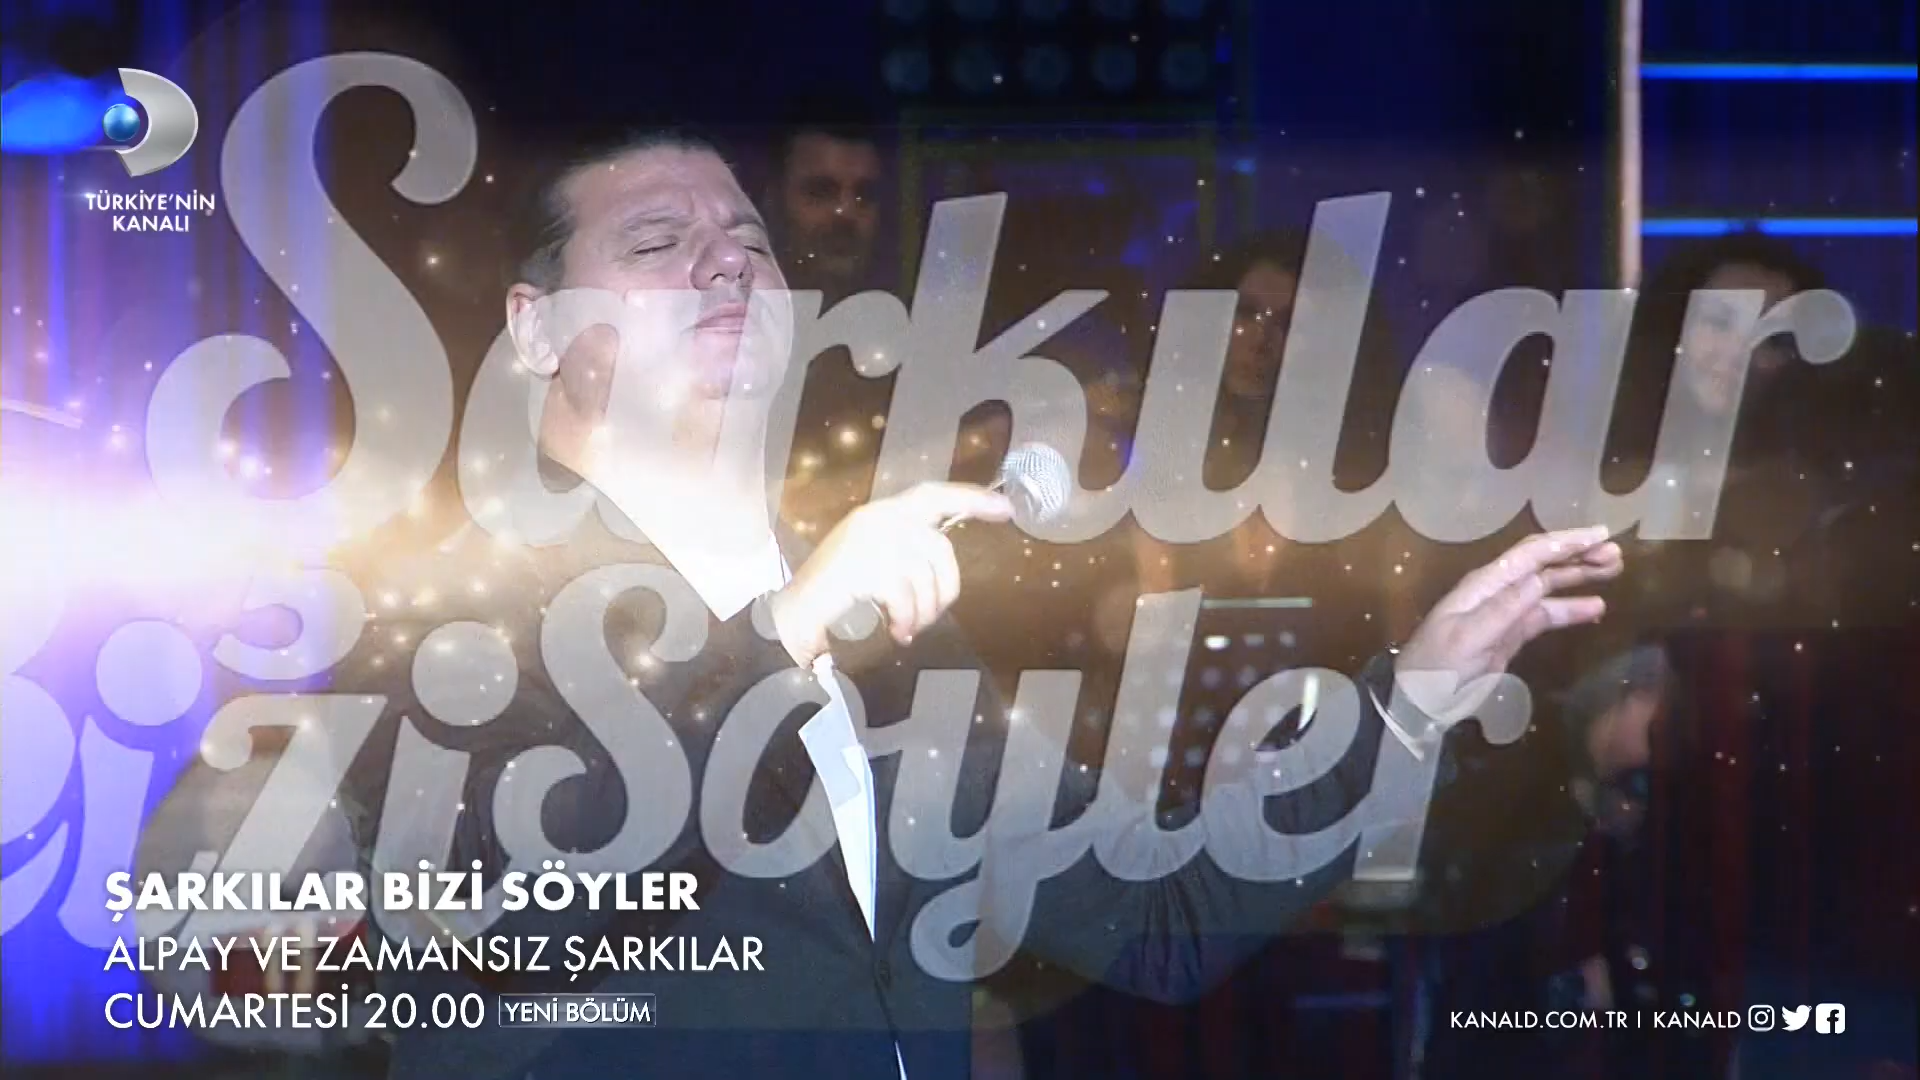 TÜRKİYE'NİN
KANALI
Şarkılar
Bizi Söyler
ŞARKILAR BİZİ SÖYLER
ALPAY VE ZAMANSIZ ŞARKILAR
CUMARTESİ 20.00 YENİ BÖLÜM
KANALD.COM.TR | KANALD